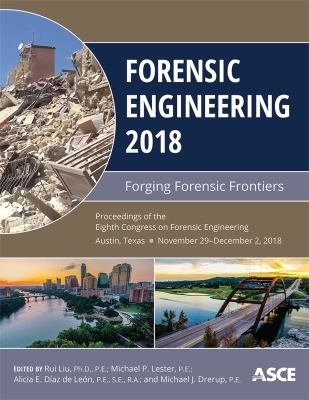 FORENSIC
ENGINEERING
2018
Forging Forensic Frontiers
Proceedings of the
Eighth Congress on Forensic Engineering
Austin, Texas ■ November 29–December 2, 2018
EDITED BY Rui Liu, Ph.D., P.E.; Michael P. Lester, P.E.;
Alicia E. Díaz de León, P.E., S.E., R.A.; and Michael J. Drerup, P.E.
ASCE